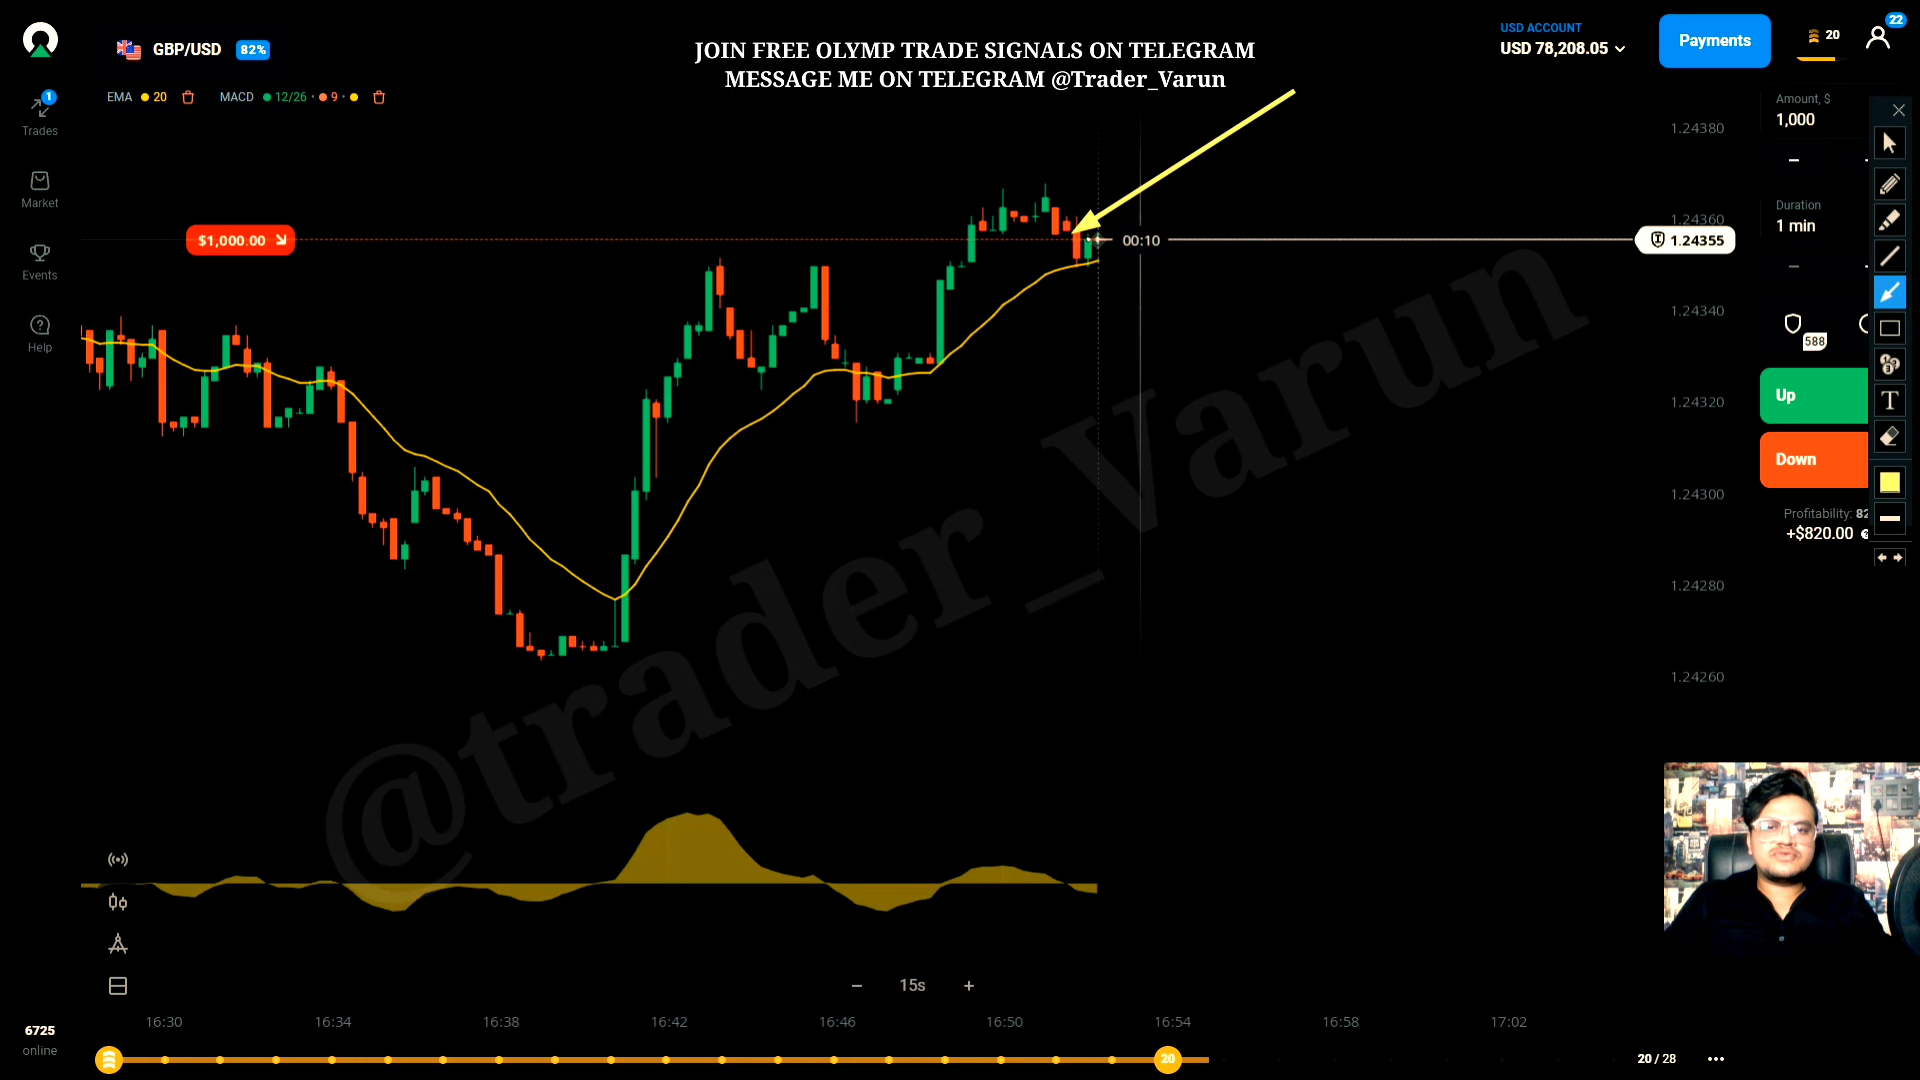 GBP/USD 82%
JOIN FREE OLYMP TRADE SIGNALS ON TELEGRAM
MESSAGE ME ON TELEGRAM @Trader_Varun
USD ACCOUNT
USD 78,208.05
Payments
20
22
EMA 20 MACD 12/26 · 9 ·
1
Trades
Market
Events
Help
$1,000.00
00:10
1.24355
1.24380
1.24360
1.24340
1.24320
1.24300
1.24280
1.24260
Amount, $
1,000
Duration
1 min
588
Up
Down
Profitability: 82
+$820.00
T
@trader_Varun
− 15s +
16:30 16:34 16:38 16:42 16:46 16:50 16:54 16:58 17:02
6725
online
20
20 / 28